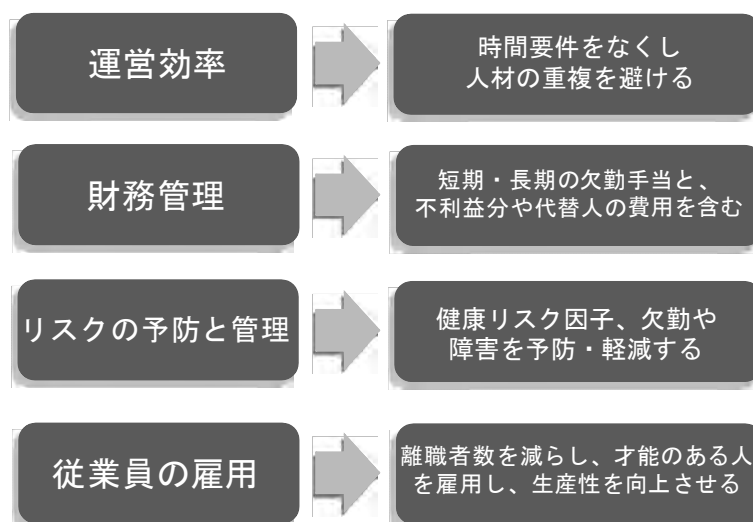 運営効率
時間要件をなくし
人材の重複を避ける
財務管理
短期・長期の欠勤手当と、
不利益分や代替人の費用を含む
リスクの予防と管理
健康リスク因子、欠勤や
障害を予防・軽減する
従業員の雇用
離職者数を減らし、才能のある人
を雇用し、生産性を向上させる